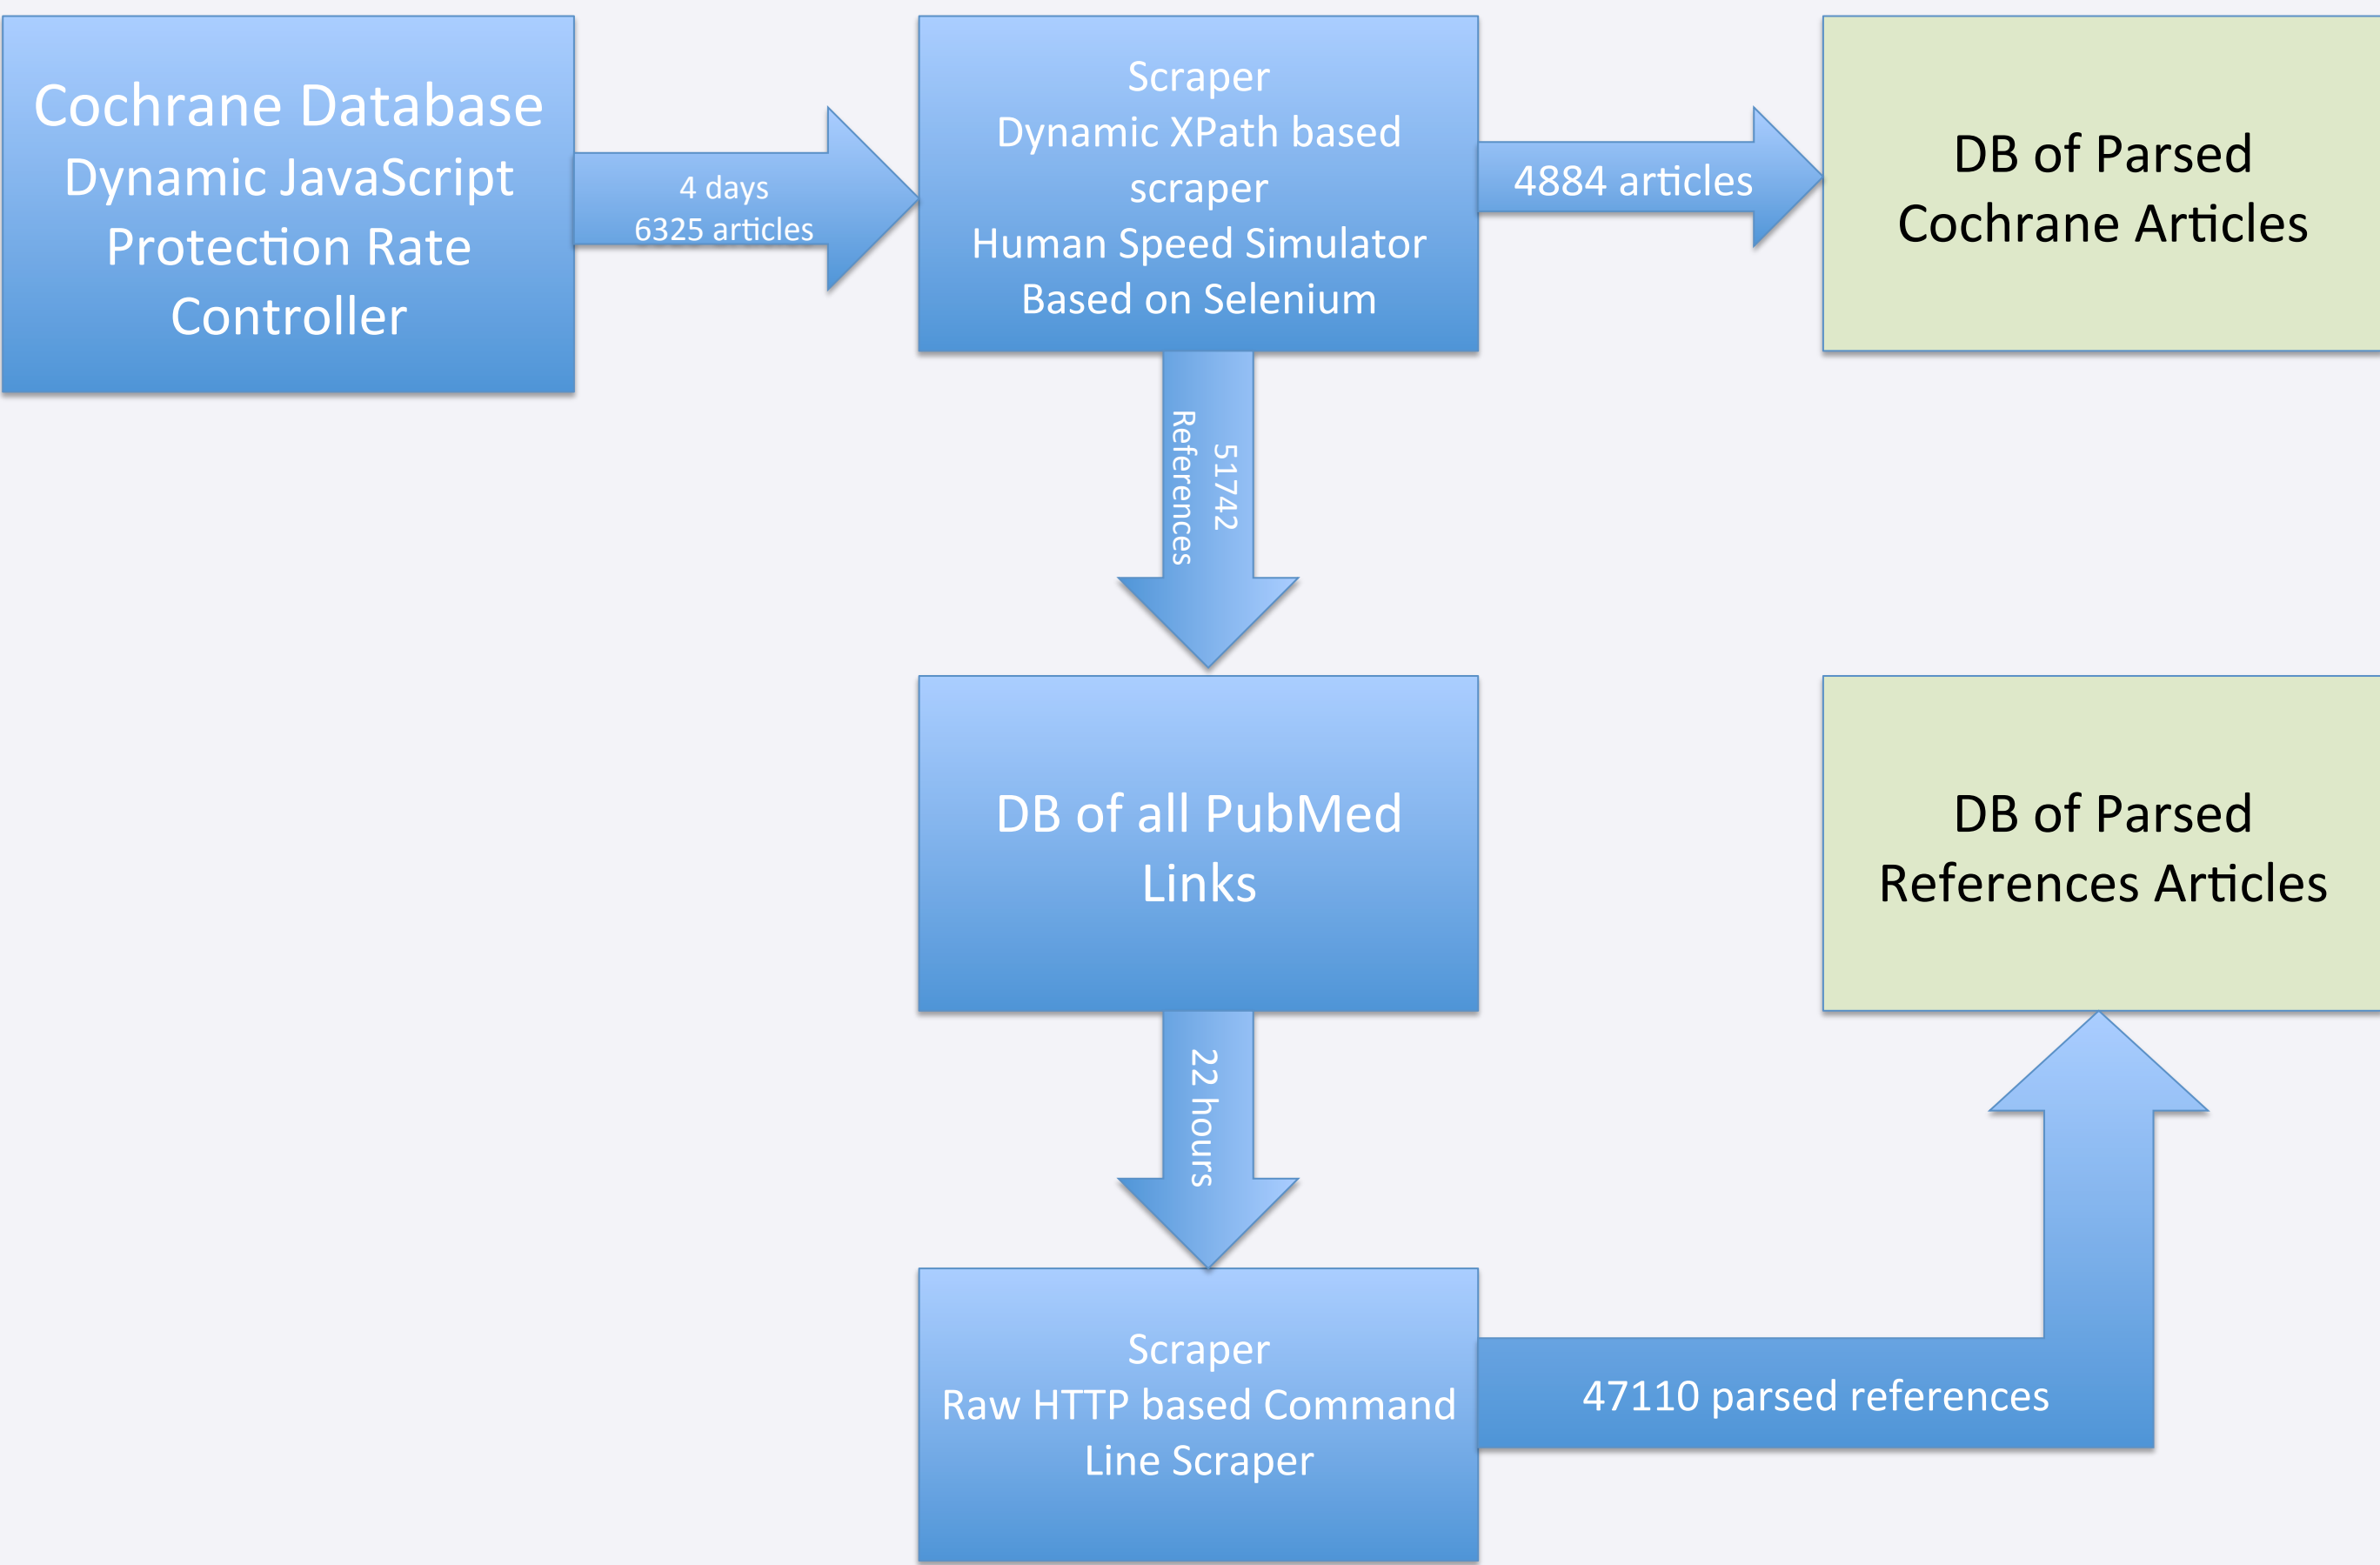 Cochrane Database
Dynamic JavaScript
Protection Rate
Controller
4 days
6325 articles
Scraper
Dynamic XPath based
scraper
Human Speed Simulator
Based on Selenium
4884 articles
DB of Parsed
Cochrane Articles
51742
References
DB of all PubMed
Links
DB of Parsed
References Articles
22 hours
Scraper
Raw HTTP based Command
Line Scraper
47110 parsed references